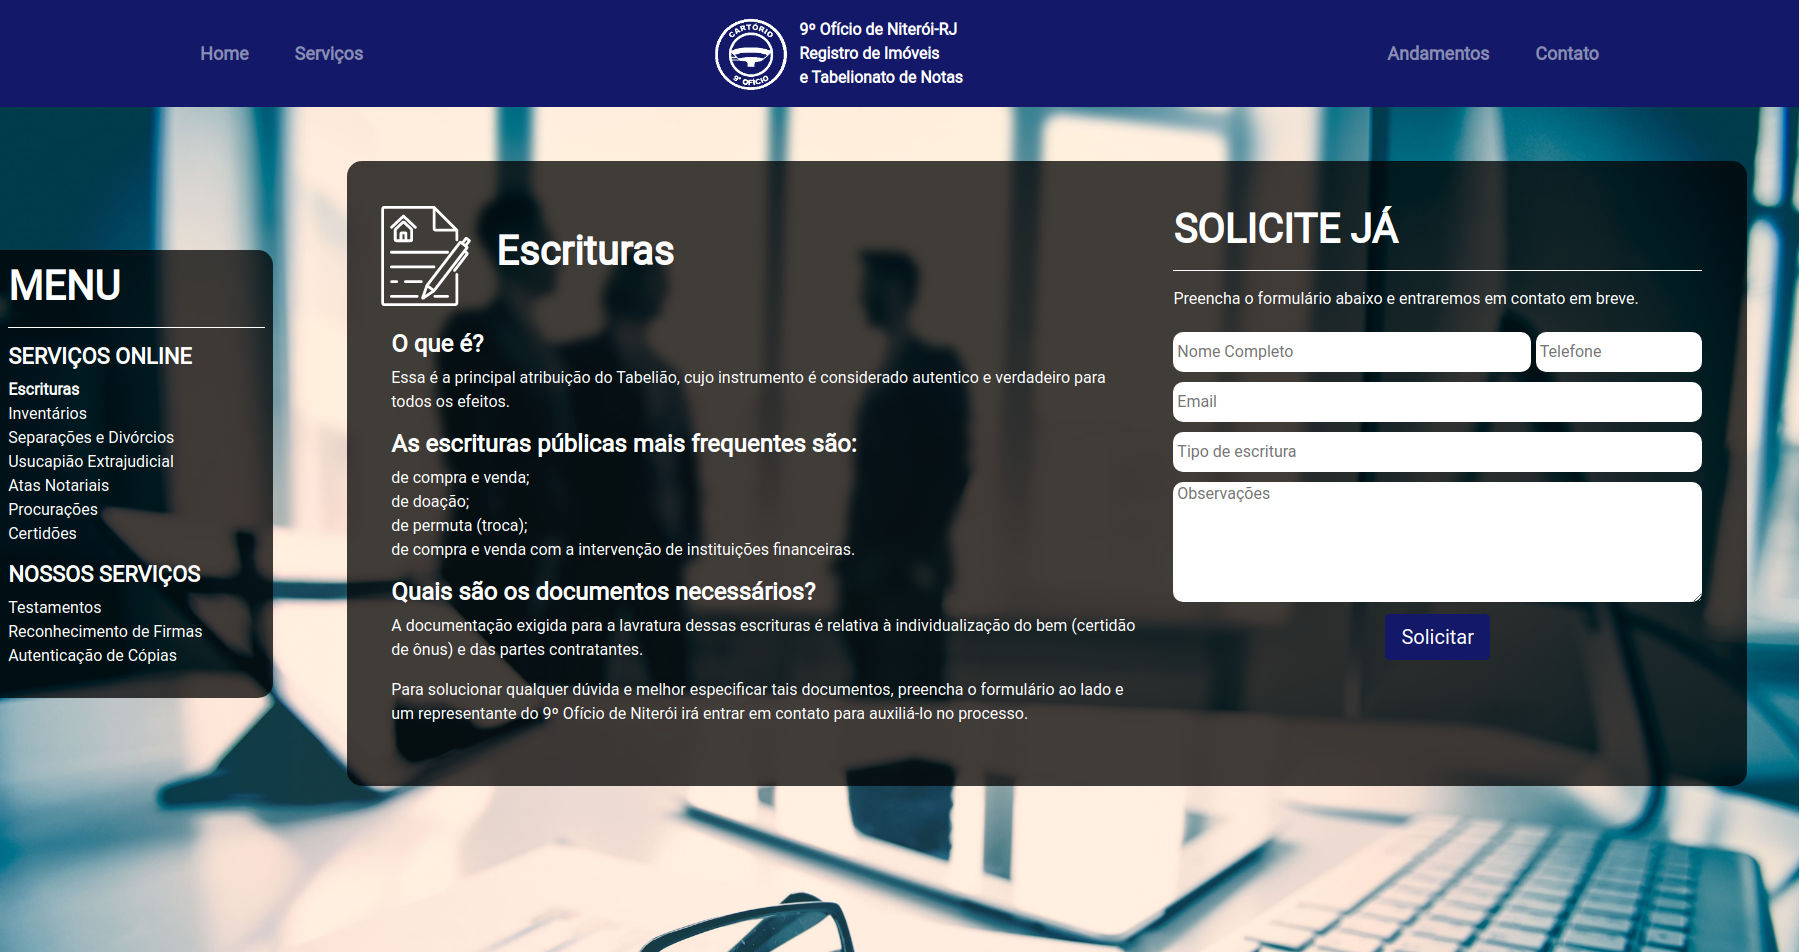 Home
Serviços
CARTÓRIO
9º OFÍCIO
9º Ofício de Niterói-RJ
Registro de Imóveis
e Tabelionato de Notas
Andamentos
Contato
MENU
SERVIÇOS ONLINE
Escrituras
Inventários
Separações e Divórcios
Usucapião Extrajudicial
Atas Notariais
Procurações
Certidões
NOSSOS SERVIÇOS
Testamentos
Reconhecimento de Firmas
Autenticação de Cópias
Escrituras
O que é?
Essa é a principal atribuição do Tabelião, cujo instrumento é considerado autentico e verdadeiro para
todos os efeitos.
As escrituras públicas mais frequentes são:
de compra e venda;
de doação;
de permuta (troca);
de compra e venda com a intervenção de instituições financeiras.
Quais são os documentos necessários?
A documentação exigida para a lavratura dessas escrituras é relativa à individualização do bem (certidão
de ônus) e das partes contratantes.
Para solucionar qualquer dúvida e melhor especificar tais documentos, preencha o formulário ao lado e
um representante do 9º Ofício de Niterói irá entrar em contato para auxiliá-lo no processo.
SOLICITE JÁ
Preencha o formulário abaixo e entraremos em contato em breve.
Nome Completo
Telefone
Email
Tipo de escritura
Observações
Solicitar